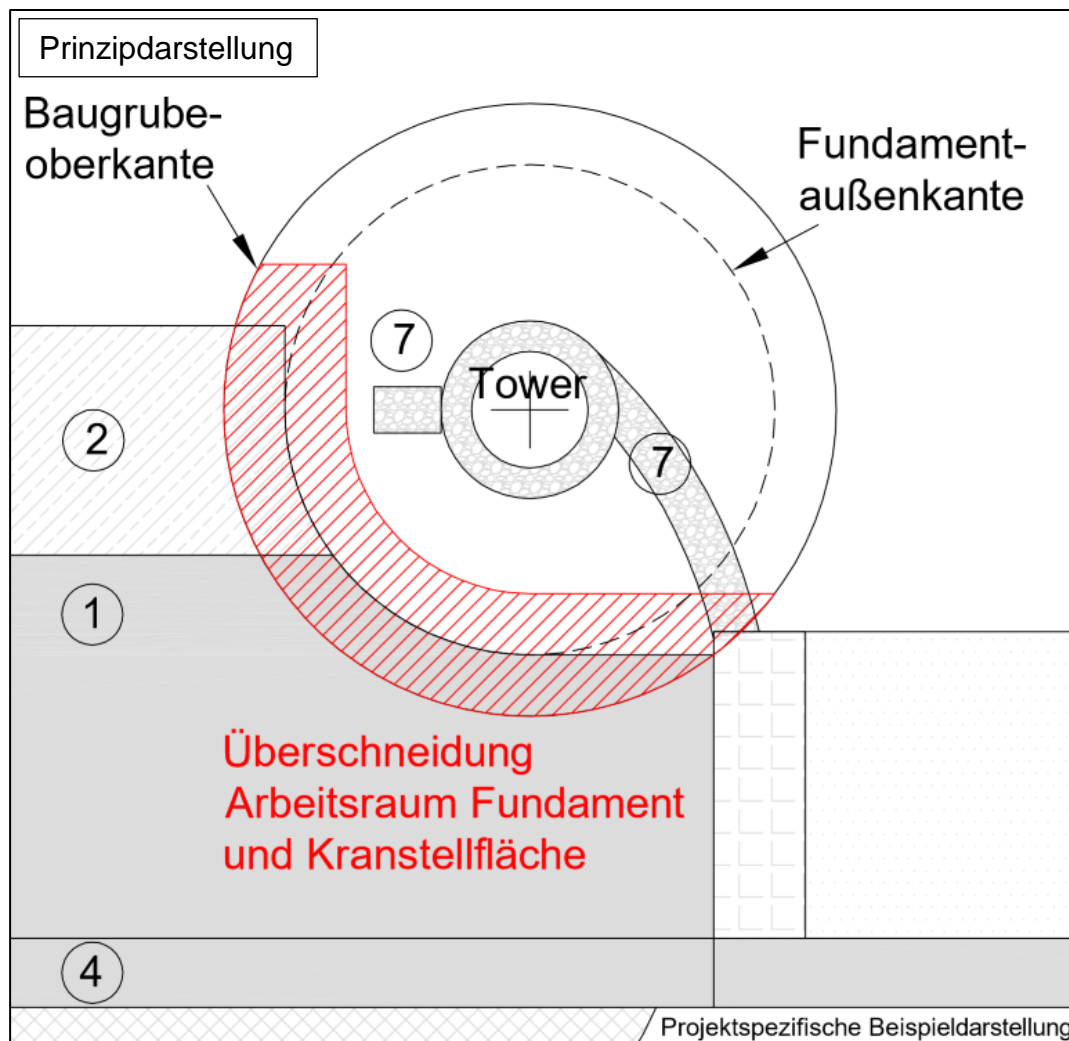 Prinzipdarstellung
Baugrube-
oberkante
Fundament-
außenkante
7
Tower
2
7
1
Überschneidung
Arbeitsraum Fundament
und Kranstellfläche
4
Projektspezifische Beispieldarstellung